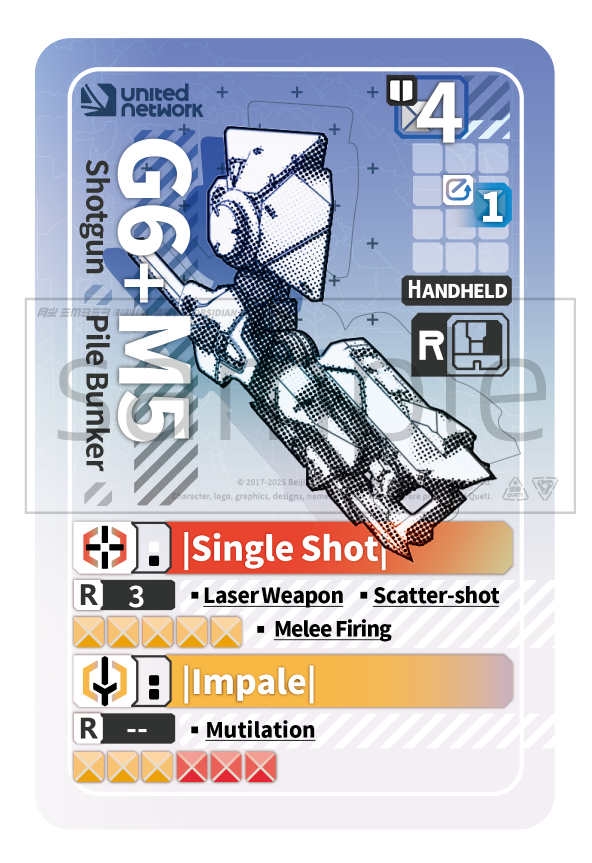 UNITED NETWORK
4
G6+M5
Shotgun Pile Bunker
1
HANDHELD
R
sample
|Single Shot|
R 3
▪ Laser Weapon ▪ Scatter-shot
▪ Melee Firing
|Impale|
R --
▪ Mutilation